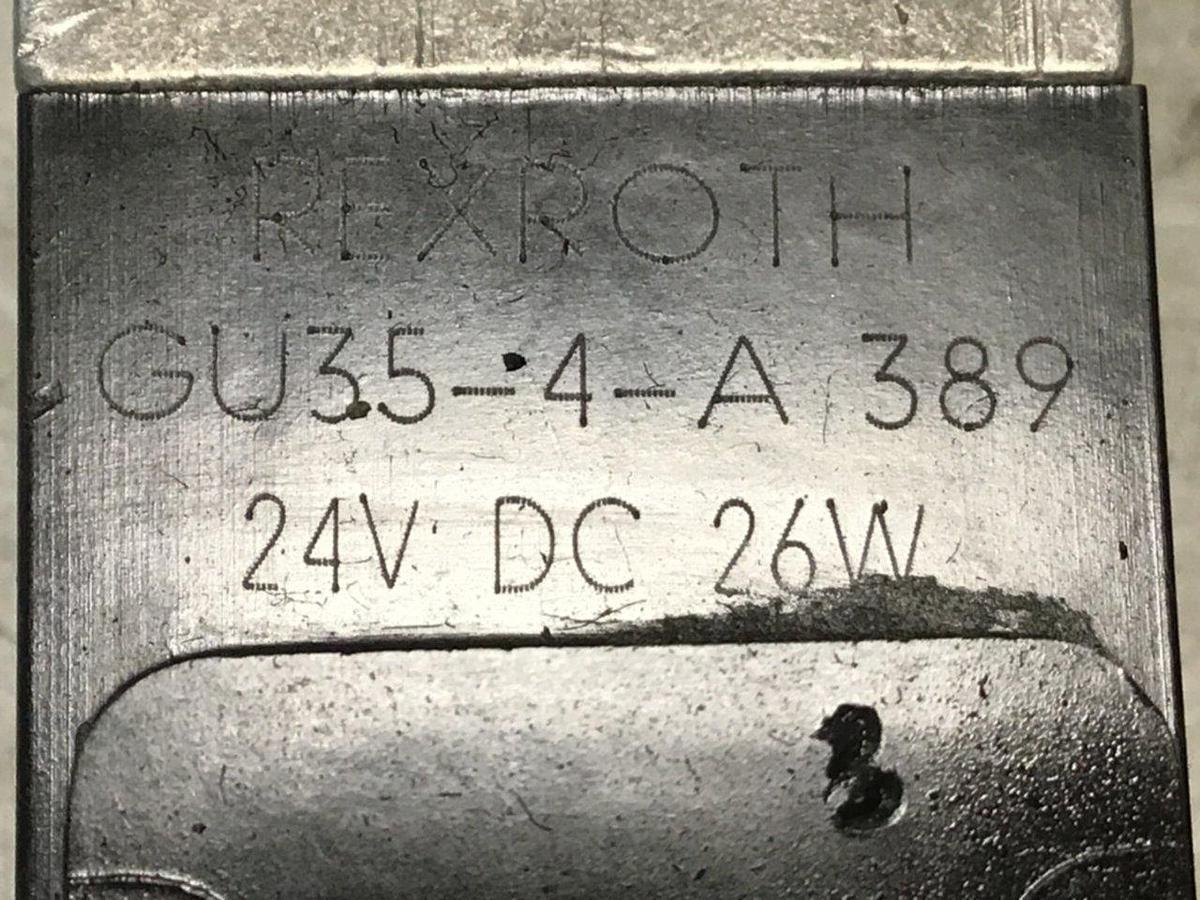 REXROTH
GU35-4-A 389
24V DC 26W